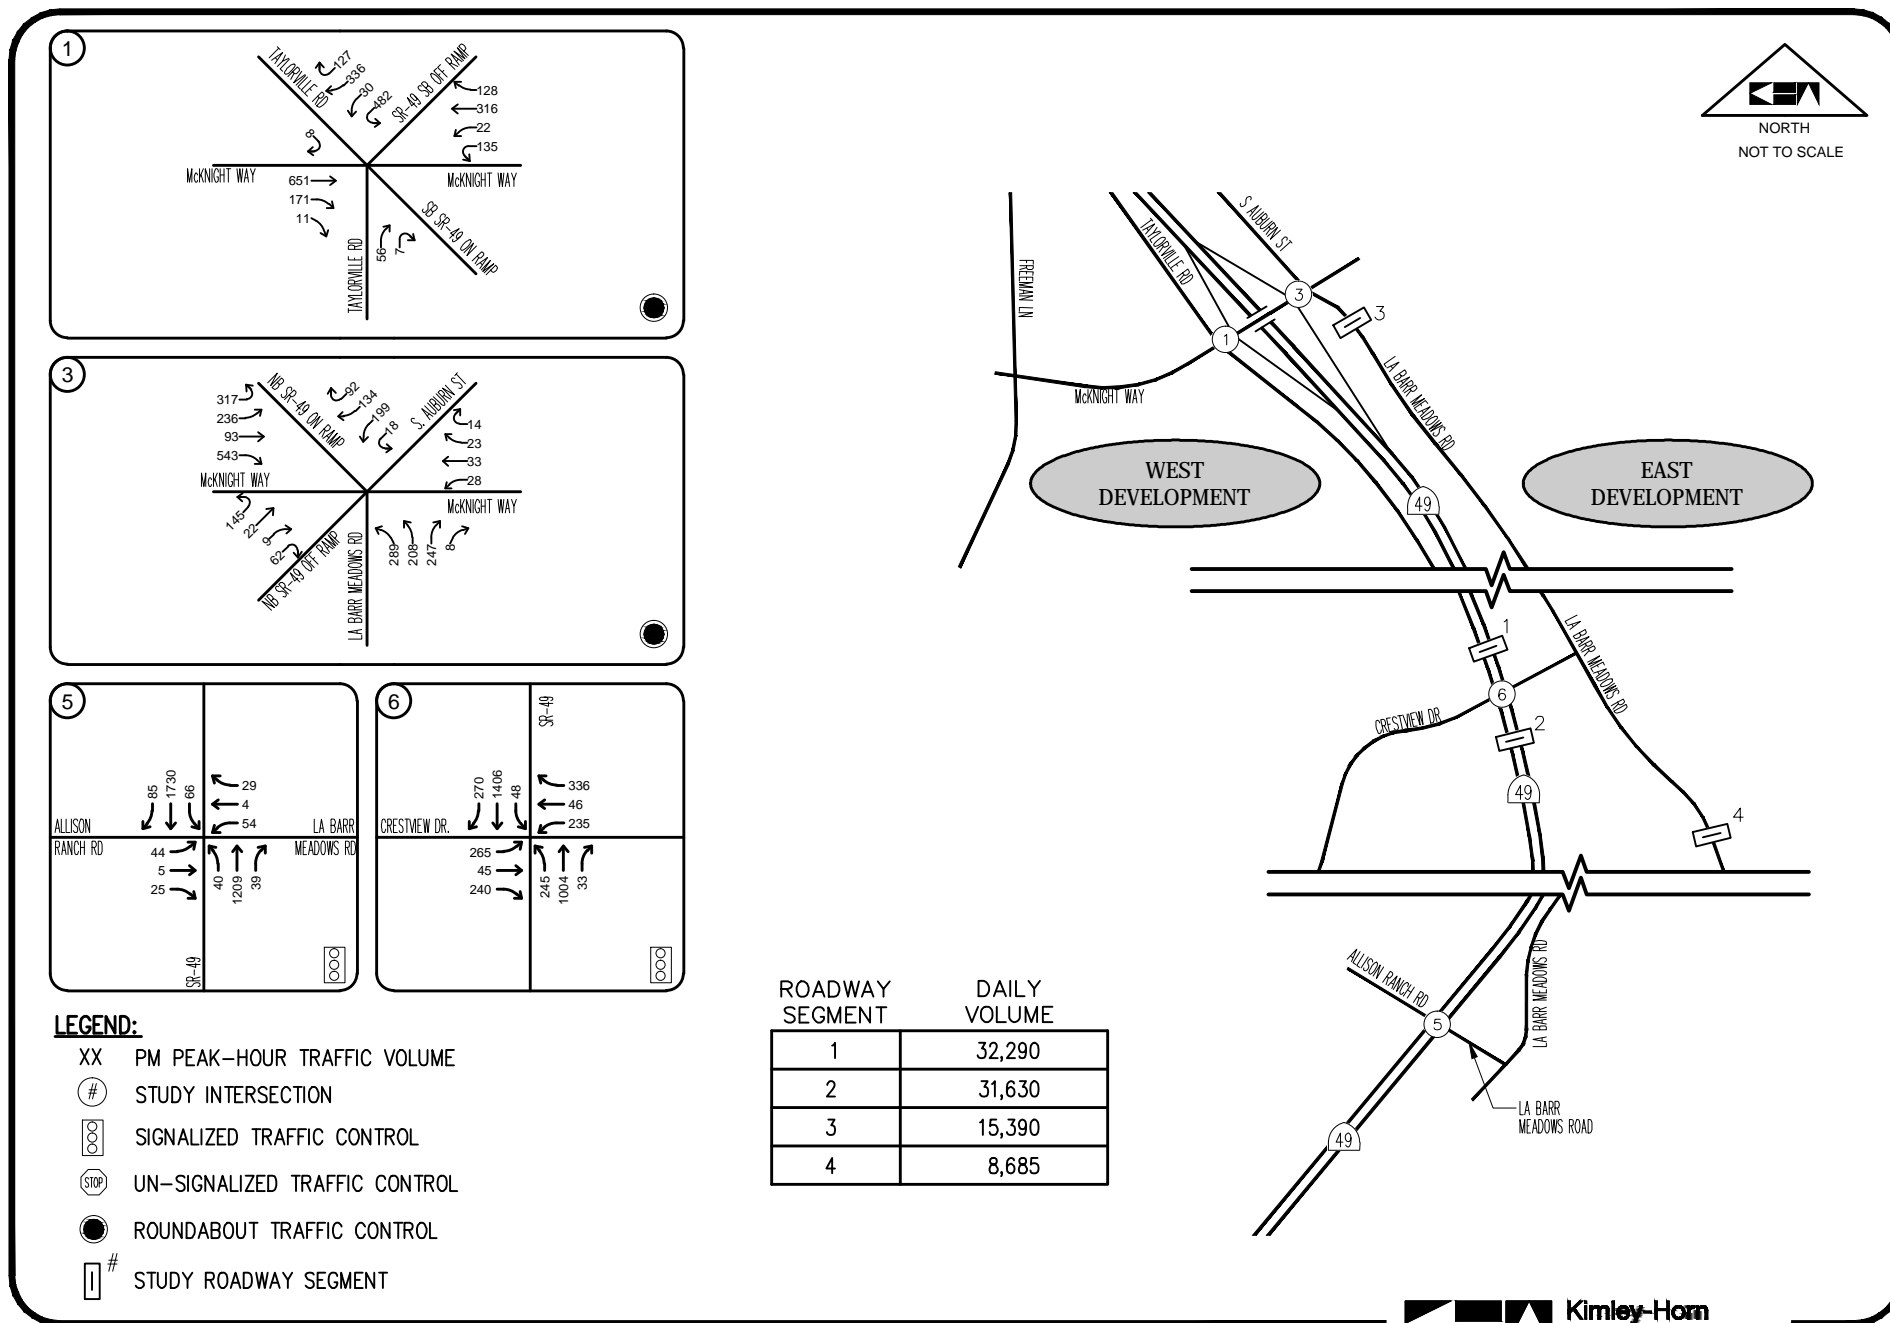 1
TAYLORVILLE RD
127
336
30
482
SR-49 SB OFF RAMP
128
316
22
135
8
McKNIGHT WAY
McKNIGHT WAY
651
171
11
TAYLORVILLE RD
56
7
SB SR-49 ON RAMP
3
317
236
93
543
NB SR-49 ON RAMP
92
134
199
18
S. AUBURN ST
14
23
33
28
McKNIGHT WAY
McKNIGHT WAY
145
22
9
62
NB SR-49 OFF RAMP
LA BARR MEADOWS RD
289
208
247
8
5
85
1730
66
29
4
54
ALLISON
RANCH RD
LA BARR
MEADOWS RD
44
5
25
40
1209
39
SR-49
6
SR-49
270
1406
48
336
46
235
CRESTVIEW DR.
265
45
240
245
1004
33
LEGEND:
XX PM PEAK-HOUR TRAFFIC VOLUME
# STUDY INTERSECTION
SIGNALIZED TRAFFIC CONTROL
STOP UN-SIGNALIZED TRAFFIC CONTROL
ROUNDABOUT TRAFFIC CONTROL
# STUDY ROADWAY SEGMENT
ROADWAY SEGMENT DAILY VOLUME
1 32,290
2 31,630
3 15,390
4 8,685
NORTH
NOT TO SCALE
FREEMAN LN
TAYLORVILLE RD
S AUBURN ST
3
1
3
McKNIGHT WAY
LA BARR MEADOWS RD
WEST
DEVELOPMENT
EAST
DEVELOPMENT
49
1
LA BARR MEADOWS RD
6
CRESTVIEW DR
2
49
4
ALLISON RANCH RD
LA BARR MEADOWS RD
5
LA BARR
MEADOWS ROAD
49
Kimley-Horn